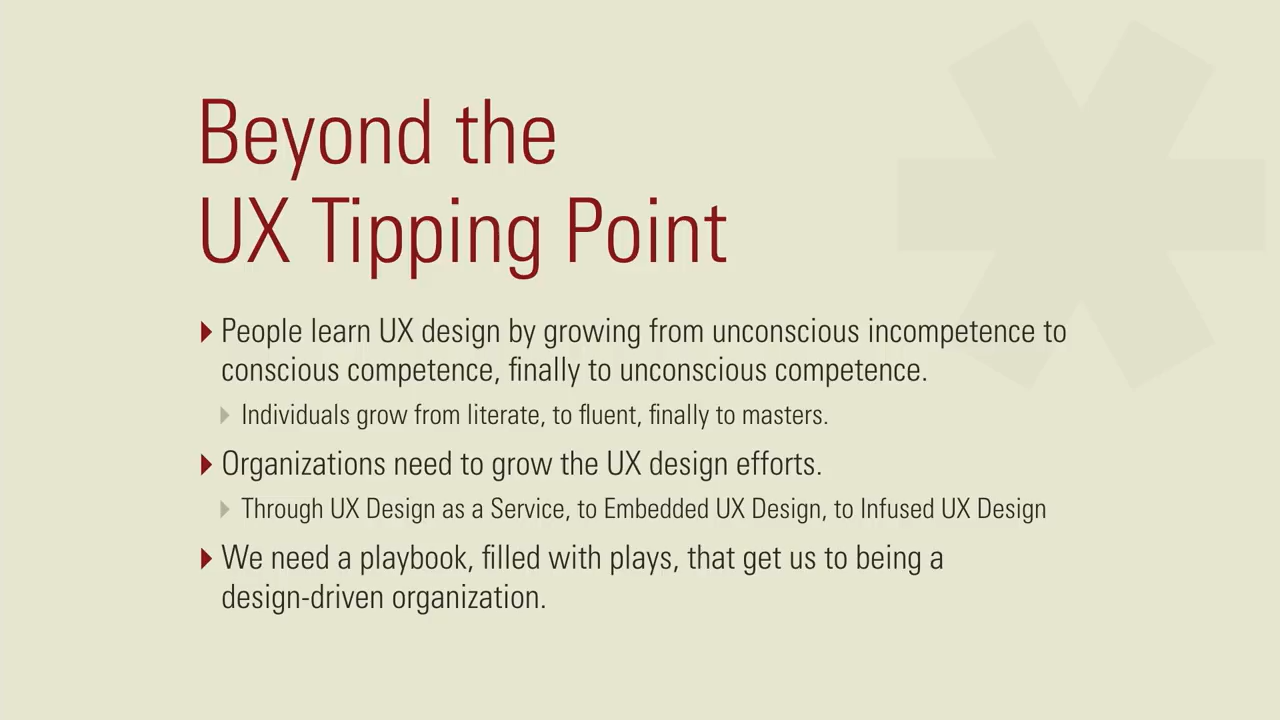 Beyond the
UX Tipping Point
People learn UX design by growing from unconscious incompetence to
conscious competence, finally to unconscious competence.
Individuals grow from literate, to fluent, finally to masters.
Organizations need to grow the UX design efforts.
Through UX Design as a Service, to Embedded UX Design, to Infused UX Design
We need a playbook, filled with plays, that get us to being a
design-driven organization.